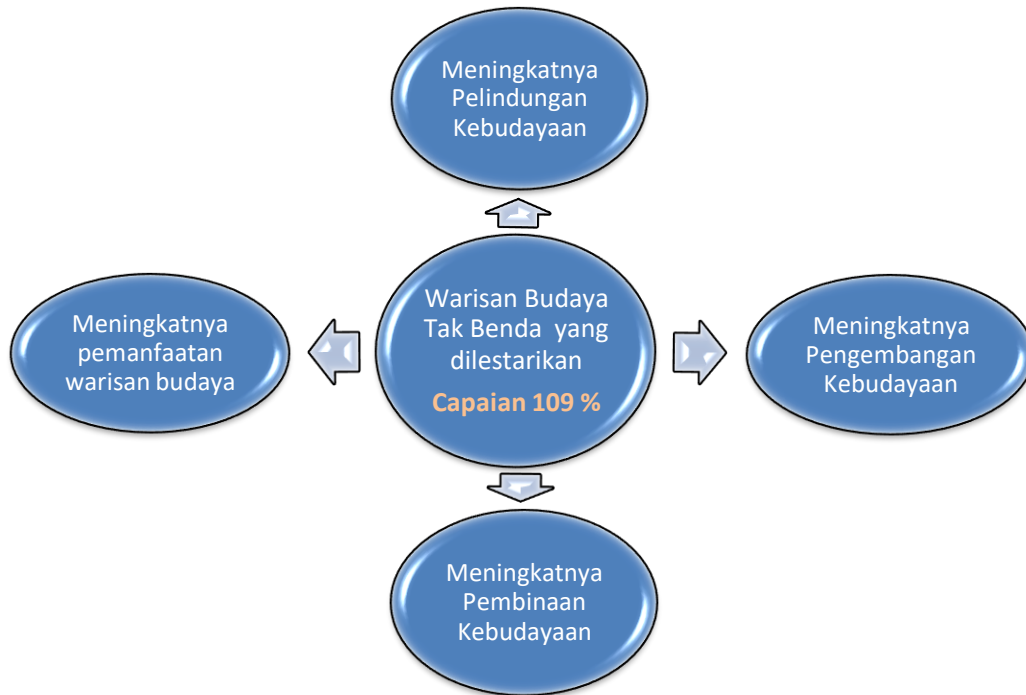 Meningkatnya
Pelindungan
Kebudayaan
Meningkatnya
pemanfaatan
warisan budaya
Warisan Budaya
Tak Benda yang
dilestarikan
Capaian 109 %
Meningkatnya
Pengembangan
Kebudayaan
Meningkatnya
Pembinaan
Kebudayaan